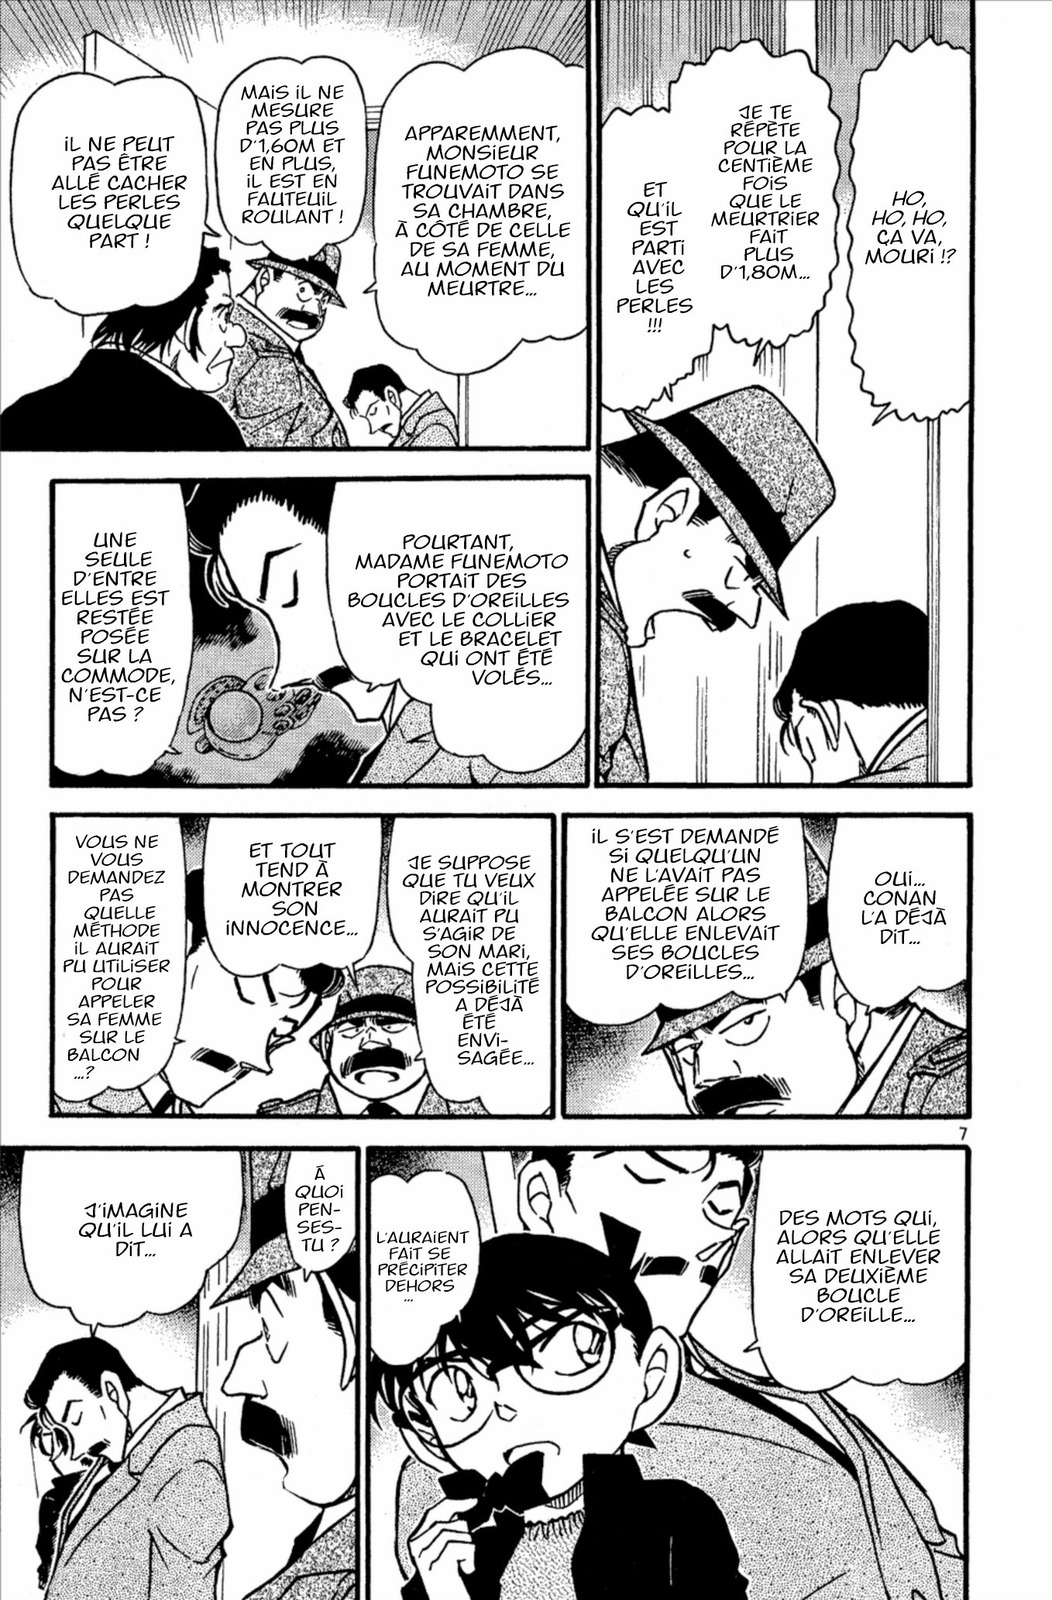 HO,
HO, HO,
ÇA VA,
MOURI !?
JE TE
RÉPÈTE
POUR LA
CENTIÈME
FOIS
QUE LE
MEURTRIER
FAIT
PLUS
D'1,80M...
ET
QU'IL
EST
PARTI
AVEC
LES
PERLES
!!!
APPAREMMENT,
MONSIEUR
FUNEMOTO SE
TROUVAIT DANS
SA CHAMBRE,
À CÔTÉ DE CELLE
DE SA FEMME,
AU MOMENT DU
MEURTRE...
MAIS IL NE
MESURE
PAS PLUS
D'1,60M ET
EN PLUS,
IL EST EN
FAUTEUIL
ROULANT !
IL NE PEUT
PAS ÊTRE
ALLÉ CACHER
LES PERLES
QUELQUE
PART !
POURTANT,
MADAME FUNEMOTO
PORTAIT DES
BOUCLES D'OREILLES
AVEC LE COLLIER
ET LE BRACELET
QUI ONT ÉTÉ
VOLÉS...
UNE
SEULE
D'ENTRE
ELLES EST
RESTÉE
POSÉE
SUR LA
COMMODE,
N'EST-CE
PAS ?
OUI...
CONAN
L'A DÉJÀ
DIT...
IL S'EST DEMANDÉ
SI QUELQU'UN
NE L'AVAIT PAS
APPELÉE SUR LE
BALCON ALORS
QU'ELLE ENLEVAIT
SES BOUCLES
D'OREILLES...
JE SUPPOSE
QUE TU VEUX
DIRE QU'IL
AURAIT PU
S'AGIR DE
SON MARI,
MAIS CETTE
POSSIBILITÉ
A DÉJÀ
ÉTÉ
ENVI-
SAGÉE...
ET TOUT
TEND À
MONTRER
SON
INNOCENCE...
VOUS NE
VOUS
DEMANDEZ
PAS
QUELLE
MÉTHODE
IL AURAIT
PU UTILISER
POUR
APPELER
SA FEMME
SUR LE
BALCON
...?
7
DES MOTS QUI,
ALORS QU'ELLE
ALLAIT ENLEVER
SA DEUXIÈME
BOUCLE
D'OREILLE...
L'AURAIENT
FAIT SE
PRÉCIPITER
DEHORS
...
À
QUOI
PEN-
SES-
TU ?
J'IMAGINE
QU'IL LUI A
DIT...